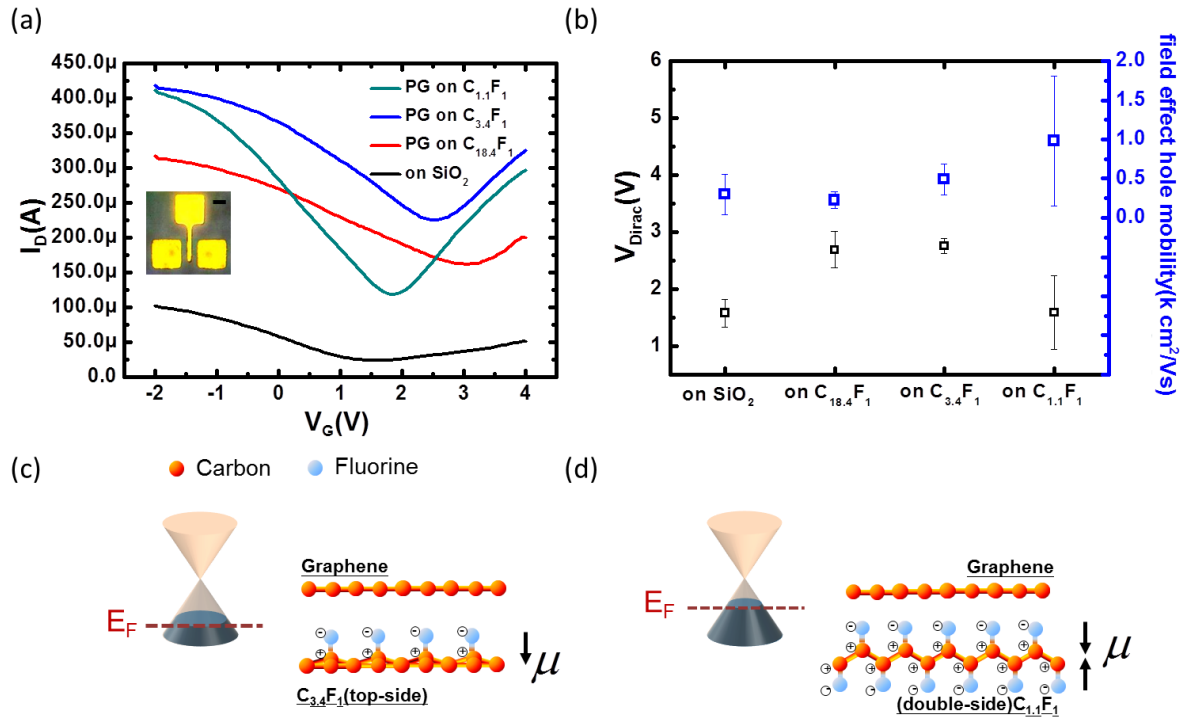 (a)
450.0μ
400.0μ
350.0μ
300.0μ
250.0μ
200.0μ
150.0μ
100.0μ
50.0μ
0.0
I_D(A)
PG on C₁.₁F₁
PG on C₃.₄F₁
PG on C₁₈.₄F₁
on SiO₂
-2 -1 0 1 2 3 4
V_G(V)
(b)
6
5
4
3
2
1
V_Dirac(V)
2.0
1.5
1.0
0.5
0.0
field effect hole mobility(k cm²/Vs)
on SiO₂ on C₁₈.₄F₁ on C₃.₄F₁ on C₁.₁F₁
(c)
Carbon Fluorine
E_F
Graphene
- - - -
+ + + +
μ
C₃.₄F₁(top-side)
(d)
E_F
Graphene
- - - - -
+ + + + +
+ + + + +
- - - - -
μ
(double-side)C₁.₁F₁